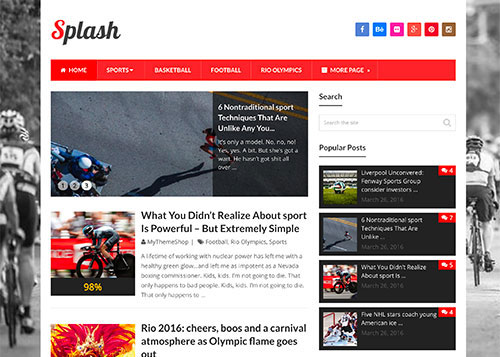 Splash
HOME SPORTS BASKETBALL FOOTBALL RIO OLYMPICS MORE PAGE
6 Nontraditional sport
Techniques That Are
Unlike Any You...
It's only a model. No, no, no!
Yes, yes. A bit. But she's got a
wait. He hasn't got shit all
over ...
1 2 3
What You Didn't Realize About sport
Is Powerful – But Extremely Simple
MyThemeShop | Football, Rio Olympics, Sports
A lifetime of working with nuclear power has left me with a
healthy green glow...and left me as impotent as a Nevada
boxing commissioner. Kids, kids. I'm not going to die. That
only happens to bad people. Kids, kids. I'm not going to die.
That only happens to ...
98%
Rio 2016: cheers, boos and a carnival
atmosphere as Olympic flame goes
out
Search
Search the site
Popular Posts
Liverpool Uncovered:
Fenway Sports Group
consider investors ...
March 26, 2016
4
6 Nontraditional sport
Techniques That Are
Unlike ...
March 26, 2016
7
What You Didn't Realize
About sport Is ...
March 26, 2016
5
Five NHL stars coach young
American ice ...
March 26, 2016
4